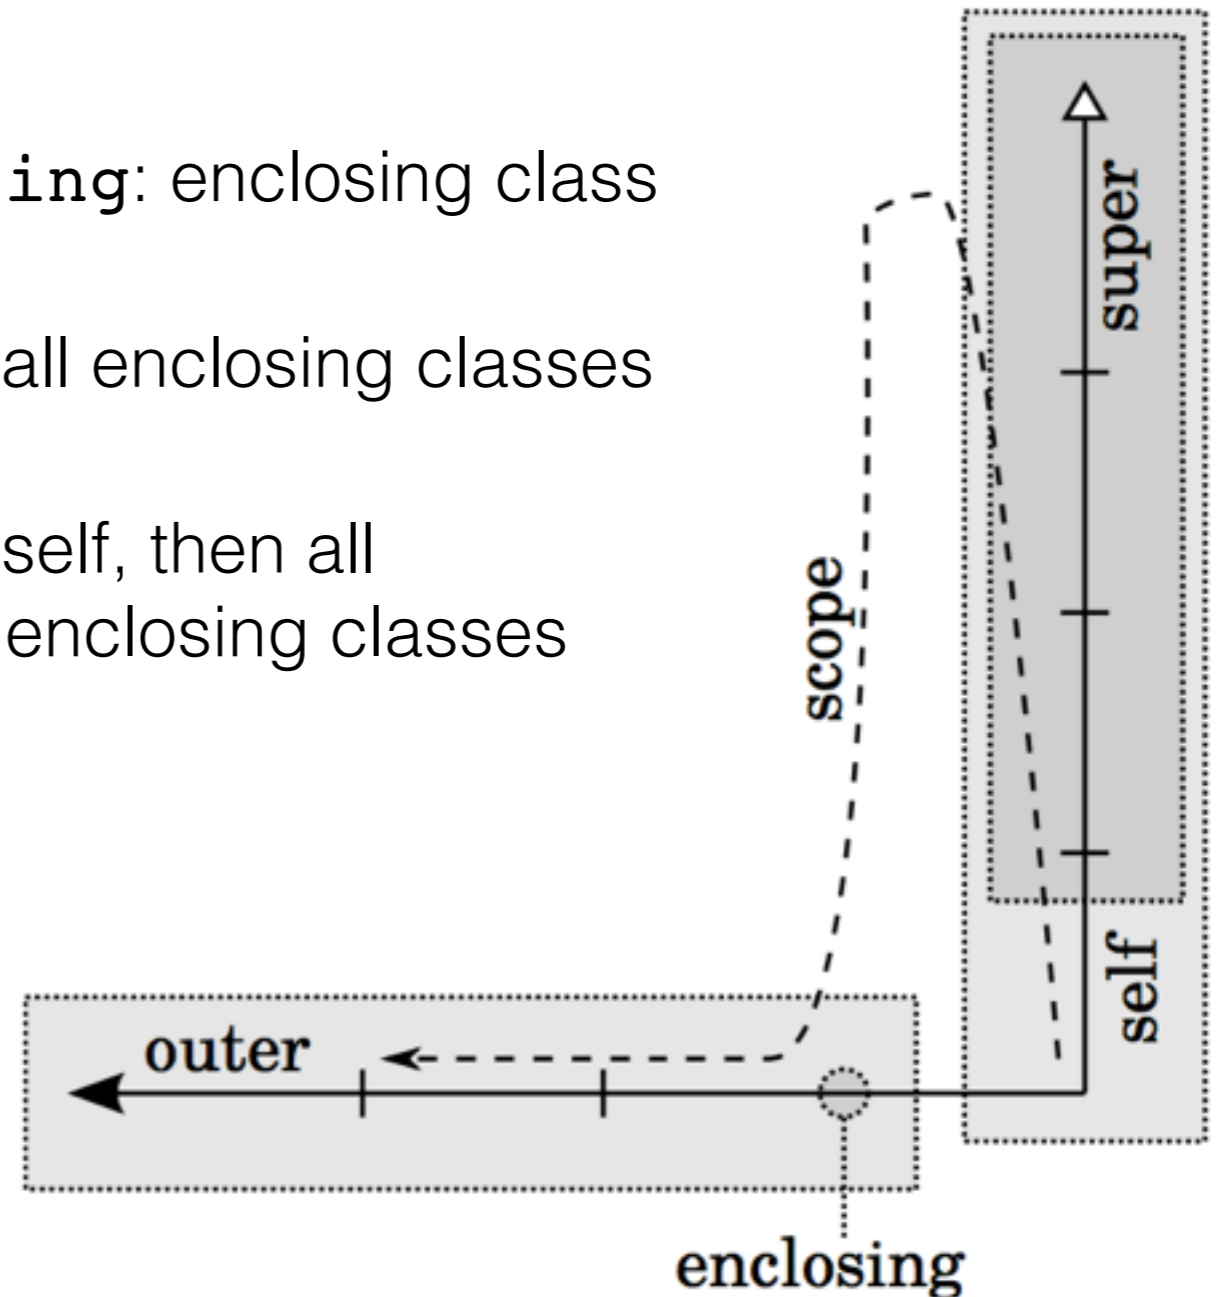 ing: enclosing class
all enclosing classes
self, then all
enclosing classes
super
scope
self
outer
enclosing